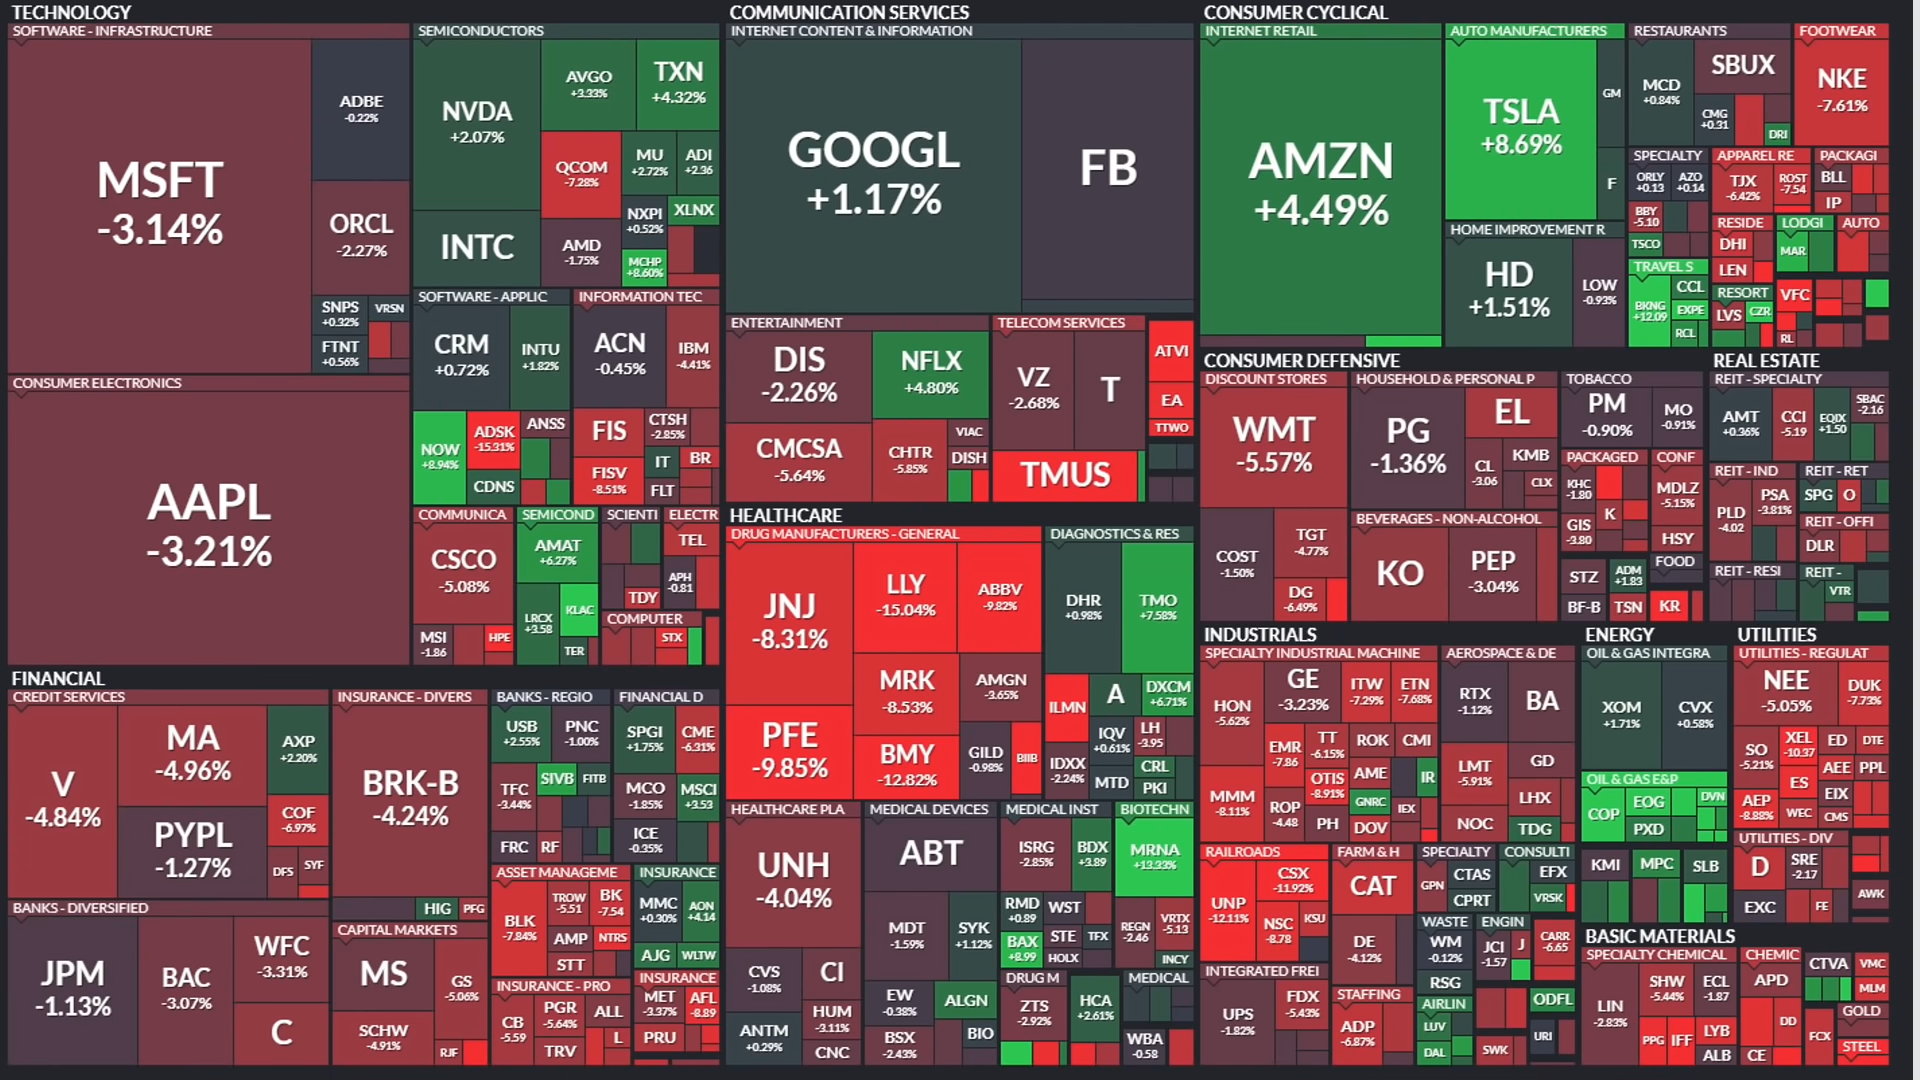 TECHNOLOGY
SOFTWARE - INFRASTRUCTURE
MSFT
-3.14%
ADBE
-0.22%
ORCL
-2.27%
SNPS
+0.32%
VRSN
FTNT
+0.56%
CONSUMER ELECTRONICS
AAPL
-3.21%
SEMICONDUCTORS
NVDA
+2.07%
AVGO
+3.33%
TXN
+4.32%
QCOM
-7.28%
MU
+2.72%
ADI
+2.36
INTC
AMD
-1.75%
NXPI
+0.52%
XLNX
MCHP
+8.60%
SOFTWARE - APPLIC
CRM
+0.72%
INTU
+1.82%
NOW
+8.94%
ADSK
-15.31%
ANSS
CDNS
INFORMATION TEC
ACN
-0.45%
IBM
-4.41%
FIS
CTSH
-2.85%
FISV
-8.51%
IT
BR
FLT
COMMUNICA
CSCO
-5.08%
MSI
-1.86
HPE
SEMICOND
AMAT
+6.27%
LRCX
+3.58
KLAC
TER
SCIENTI
TDY
ELECTR
TEL
APH
-0.81
COMPUTER
STX
COMMUNICATION SERVICES
INTERNET CONTENT & INFORMATION
GOOGL
+1.17%
FB
ENTERTAINMENT
DIS
-2.26%
NFLX
+4.80%
CMCSA
-5.64%
CHTR
-5.85%
VIAC
DISH
TELECOM SERVICES
VZ
-2.68%
T
TMUS
ATVI
EA
TTWO
CONSUMER CYCLICAL
INTERNET RETAIL
AMZN
+4.49%
AUTO MANUFACTURERS
TSLA
+8.69%
GM
F
HOME IMPROVEMENT R
HD
+1.51%
LOW
-0.93%
RESTAURANTS
MCD
+0.84%
SBUX
CMG
+0.31
DRI
FOOTWEAR
NKE
-7.61%
SPECIALTY
ORLY
+0.13
AZO
+0.14
BBY
-5.10
TSCO
APPAREL RE
TJX
-6.42%
ROST
-7.54
PACKAGI
BLL
IP
RESIDE
DHI
LEN
LODGI
MAR
AUTO
TRAVEL S
BKNG
+12.09
CCL
EXPE
RCL
RESORT
LVS
CZR
VFC
RL
CONSUMER DEFENSIVE
DISCOUNT STORES
WMT
-5.57%
COST
-1.50%
TGT
-4.77%
DG
-6.49%
HOUSEHOLD & PERSONAL P
PG
-1.36%
EL
CL
-3.06
KMB
CLX
BEVERAGES - NON-ALCOHOL
KO
PEP
-3.04%
TOBACCO
PM
-0.90%
MO
-0.91%
PACKAGED
KHC
-1.80
GIS
-3.80
K
CONF
MDLZ
-5.15%
HSY
STZ
BF-B
ADM
+1.83
TSN
FOOD
KR
REAL ESTATE
REIT - SPECIALTY
AMT
+0.36%
CCI
-5.19
EQIX
+1.50
SBAC
-2.16
REIT - IND
PLD
-4.02
PSA
-3.81%
REIT - RET
SPG
O
REIT - OFFI
DLR
REIT - RESI
REIT -
VTR
FINANCIAL
CREDIT SERVICES
V
-4.84%
MA
-4.96%
AXP
+2.20%
PYPL
-1.27%
COF
-6.97%
DFS
SYF
BANKS - DIVERSIFIED
JPM
-1.13%
BAC
-3.07%
WFC
-3.31%
C
INSURANCE - DIVERS
BRK-B
-4.24%
HIG
PFG
CAPITAL MARKETS
MS
GS
-5.06%
SCHW
-4.91%
RJF
BANKS - REGIO
USB
+2.55%
PNC
-1.00%
TFC
-3.44%
SIVB
FITB
FRC
RF
FINANCIAL D
SPGI
+1.75%
CME
-6.31%
MCO
-1.85%
MSCI
+3.53
ICE
-0.35%
ASSET MANAGEME
BLK
-7.84%
TROW
-5.51
BK
-7.54
AMP
NTRS
STT
INSURANCE
MMC
+0.30%
AON
+4.14
AJG
WLTW
INSURANCE - PRO
CB
-5.59
PGR
-5.64%
ALL
TRV
L
INSURANCE
MET
-3.37%
AFL
-8.89
PRU
HEALTHCARE
DRUG MANUFACTURERS - GENERAL
JNJ
-8.31%
LLY
-15.04%
ABBV
-9.82%
PFE
-9.85%
MRK
-8.53%
AMGN
-3.65%
BMY
-12.82%
GILD
-0.98%
BIIB
DIAGNOSTICS & RES
DHR
+0.98%
TMO
+7.58%
ILMN
A
DXCM
+6.71%
IDXX
-2.24%
IQV
+0.61%
LH
-3.95
MTD
CRL
PKI
HEALTHCARE PLA
UNH
-4.04%
CVS
-1.08%
CI
ANTM
+0.29%
HUM
-3.11%
CNC
MEDICAL DEVICES
ABT
MDT
-1.59%
SYK
+1.12%
EW
-0.38%
ALGN
BSX
-2.43%
BIO
MEDICAL INST
ISRG
-2.85%
BDX
+3.89
RMD
+0.89
WST
BAX
+8.99
STE
TFX
HOLX
BIOTECHN
MRNA
+13.33%
REGN
-2.46
VRTX
-5.13
INCY
DRUG M
ZTS
-2.92%
HCA
+2.61%
MEDICAL
WBA
-0.58
INDUSTRIALS
SPECIALTY INDUSTRIAL MACHINE
HON
-5.62%
GE
-3.23%
ITW
-7.29%
ETN
-7.68%
MMM
-8.11%
EMR
-7.86
TT
-6.15%
ROK
CMI
OTIS
-8.91%
AME
IR
ROP
-4.48
GNRC
IEX
PH
DOV
AEROSPACE & DE
RTX
-1.12%
BA
LMT
-5.91%
GD
LHX
NOC
TDG
RAILROADS
UNP
-12.11%
CSX
-11.92%
NSC
-8.78
KSU
FARM & H
CAT
DE
-4.12%
SPECIALTY
GPN
CTAS
CPRT
CONSULTI
EFX
VRSK
WASTE
WM
-0.12%
RSG
ENGIN
JCI
-1.57
J
CARR
-6.65
INTEGRATED FREI
UPS
-1.82%
FDX
-5.43%
STAFFING
ADP
-6.87%
AIRLIN
LUV
DAL
SWK
ODFL
URI
ENERGY
OIL & GAS INTEGRA
XOM
+1.71%
CVX
+0.58%
OIL & GAS E&P
COP
EOG
DVN
PXD
KMI
MPC
SLB
UTILITIES
UTILITIES - REGULAT
NEE
-5.05%
DUK
-7.73%
SO
-5.21%
XEL
-10.37
ED
DTE
ES
AEE
PPL
AEP
-8.88%
WEC
EIX
CMS
UTILITIES - DIV
D
SRE
-2.17
EXC
FE
AWK
BASIC MATERIALS
SPECIALTY CHEMICAL
LIN
-2.83%
SHW
-5.44%
ECL
-1.87
PPG
IFF
LYB
ALB
CHEMIC
APD
DD
CE
CTVA
VMC
MLM
FCX
GOLD
STEEL